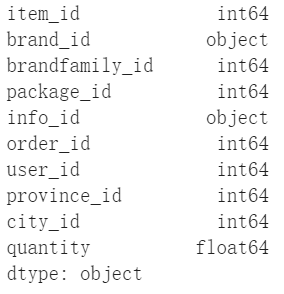 item_id int64
brand_id object
brandfamily_id int64
package_id int64
info_id object
order_id int64
user_id int64
province_id int64
city_id int64
quantity float64
dtype: object